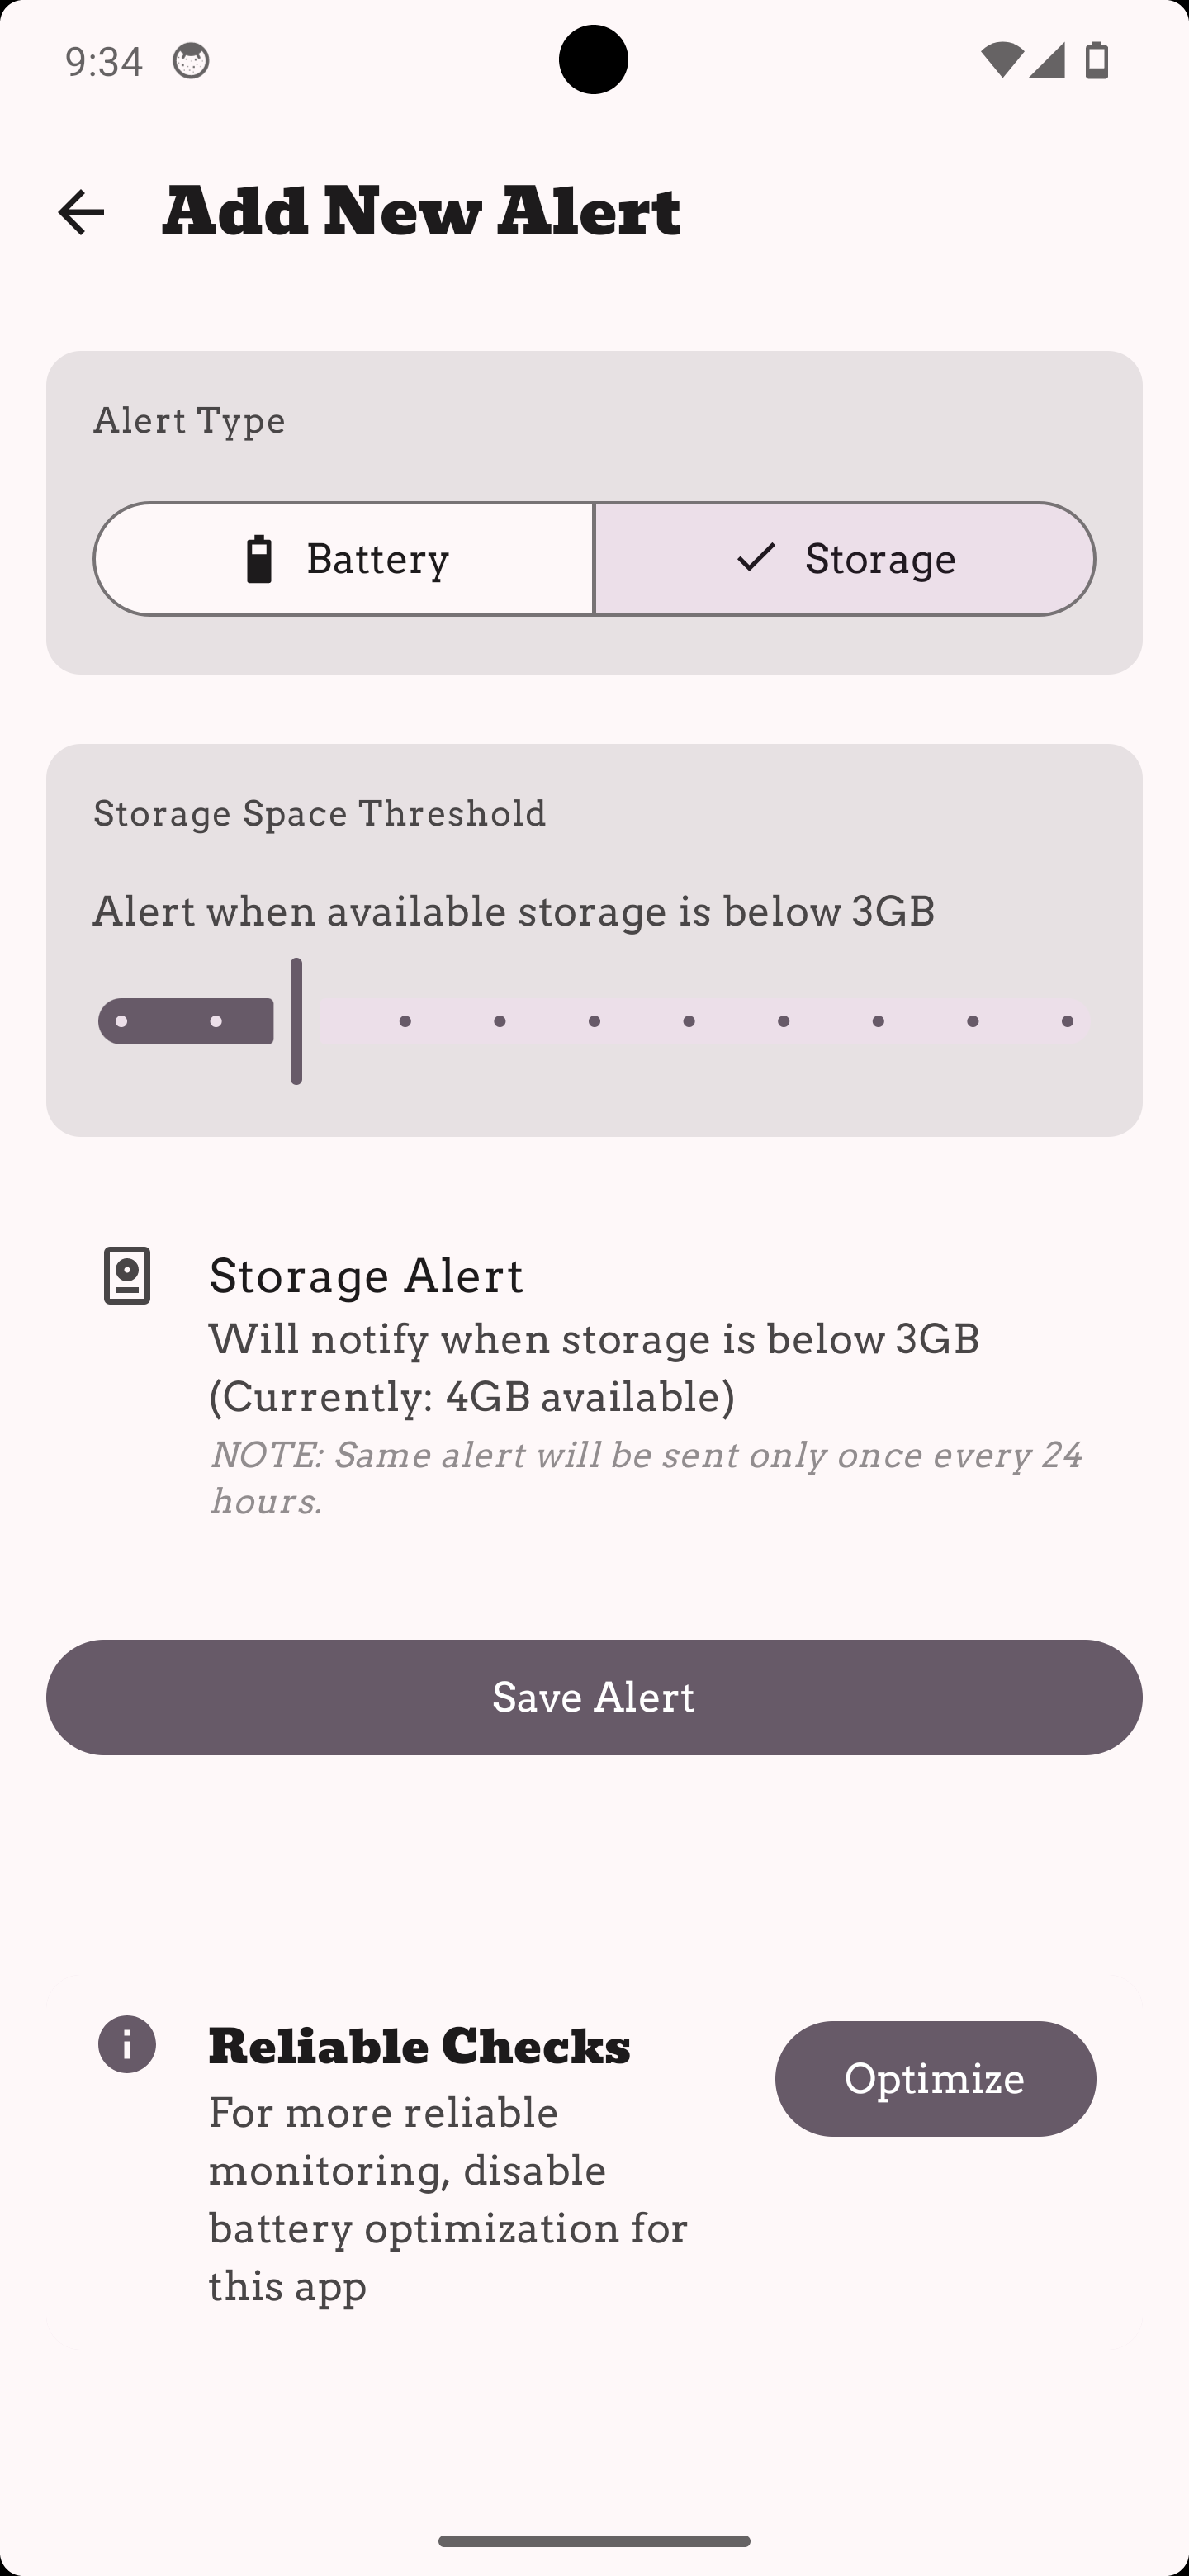 9:34
Add New Alert
Alert Type
Battery
Storage
Storage Space Threshold
Alert when available storage is below 3GB
Storage Alert
Will notify when storage is below 3GB
(Currently: 4GB available)
NOTE: Same alert will be sent only once every 24
hours.
Save Alert
Reliable Checks
Optimize
For more reliable
monitoring, disable
battery optimization for
this app